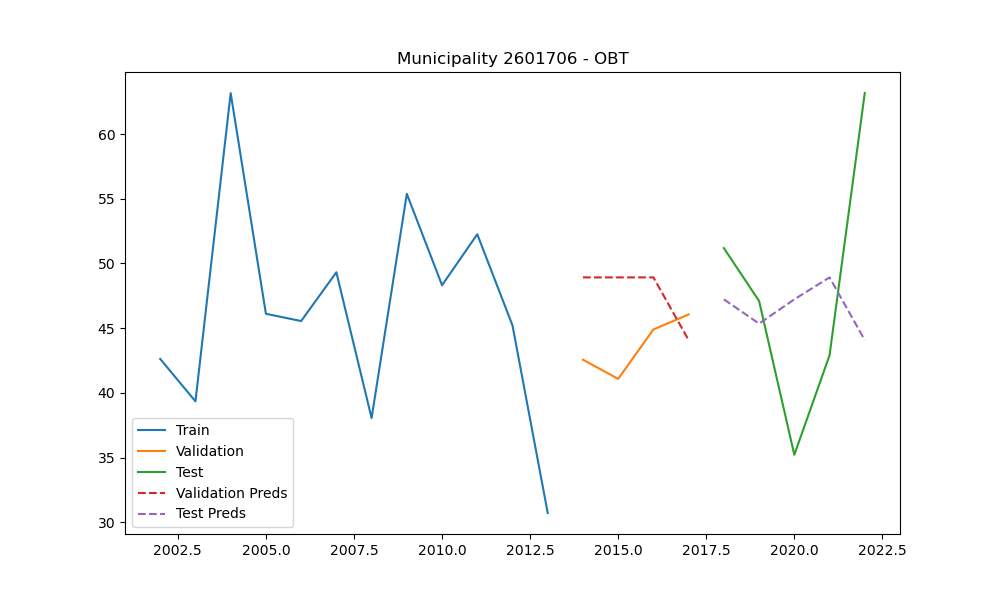 Municipality 2601706 - OBT
60
55
50
45
40
35
30
Train
Validation
Test
Validation Preds
Test Preds
2002.5 2005.0 2007.5 2010.0 2012.5 2015.0 2017.5 2020.0 2022.5